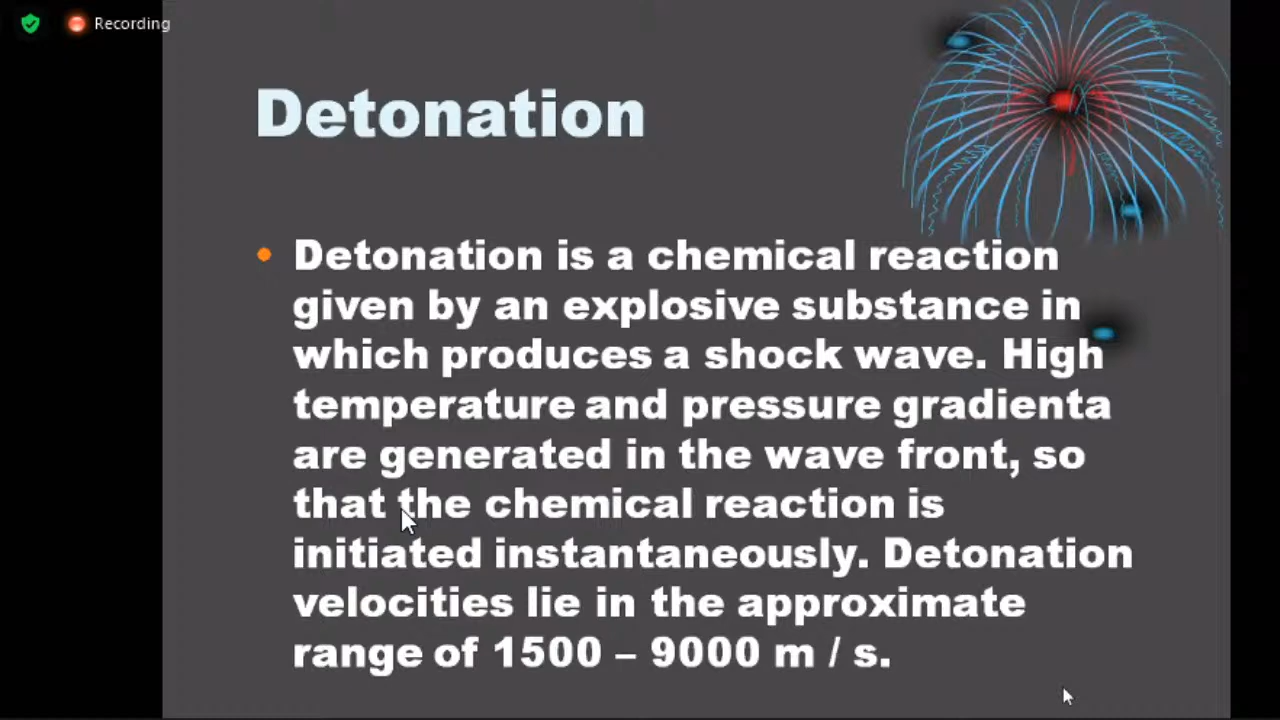 Recording
Detonation
• Detonation is a chemical reaction
given by an explosive substance in
which produces a shock wave. High
temperature and pressure gradienta
are generated in the wave front, so
that the chemical reaction is
initiated instantaneously. Detonation
velocities lie in the approximate
range of 1500 – 9000 m / s.